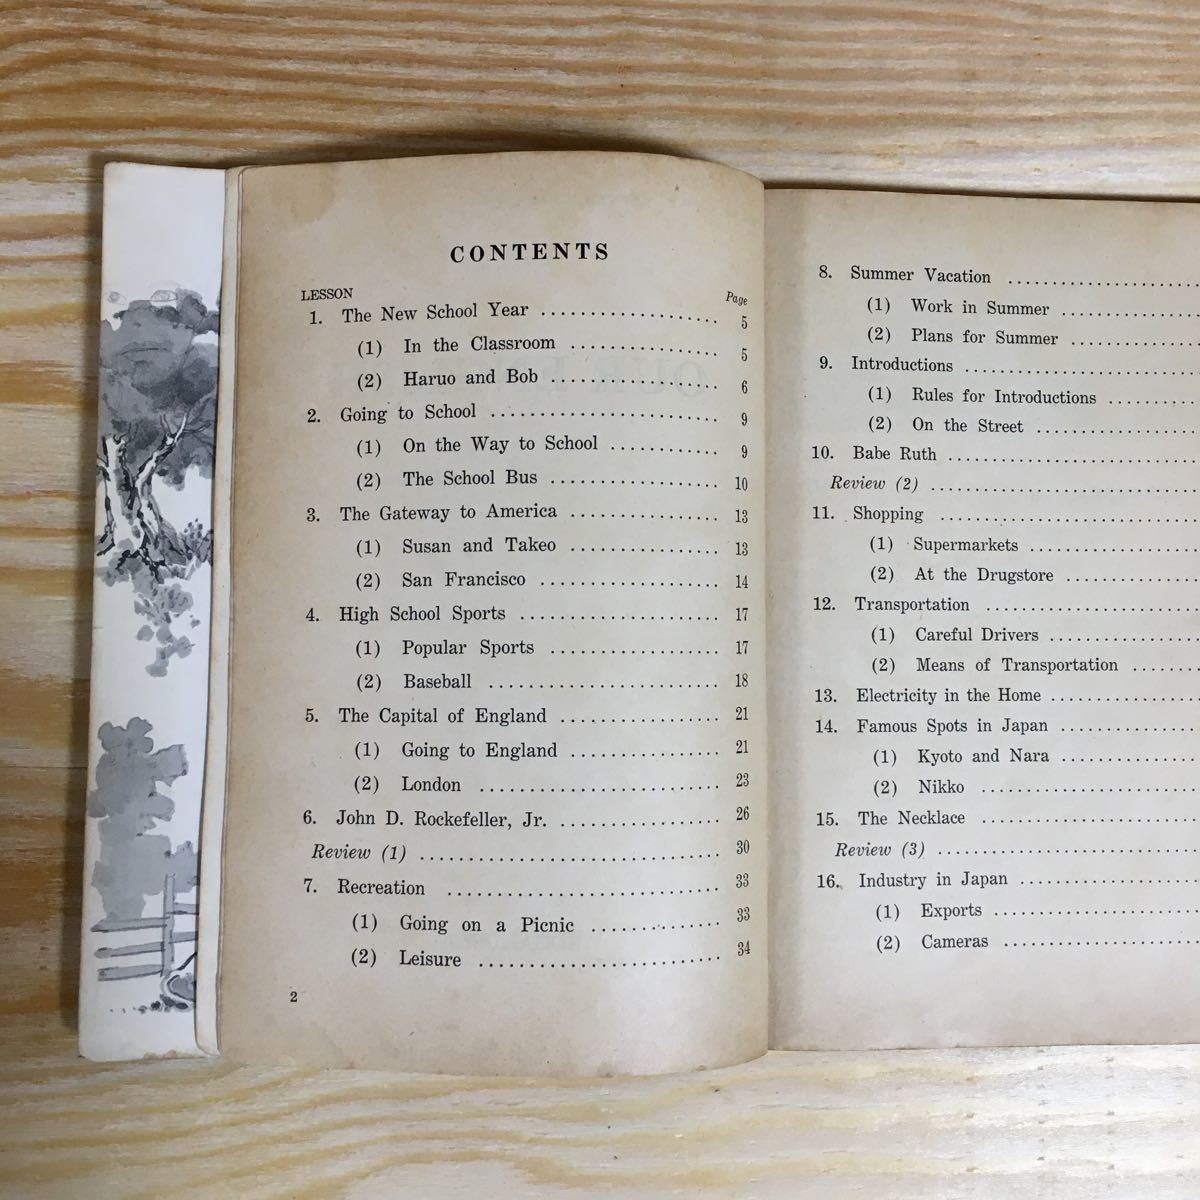 CONTENTS
LESSON Page
1. The New School Year .................... 5
(1) In the Classroom .................. 5
(2) Haruo and Bob .................. 6
2. Going to School ......................... 9
(1) On the Way to School ............ 9
(2) The School Bus .................. 10
3. The Gateway to America ................ 13
(1) Susan and Takeo ................ 13
(2) San Francisco .................... 14
4. High School Sports ...................... 17
(1) Popular Sports .................. 17
(2) Baseball ......................... 18
5. The Capital of England ................. 21
(1) Going to England ................ 21
(2) London .......................... 23
6. John D. Rockefeller, Jr. ................. 26
Review (1) ................................ 30
7. Recreation ............................. 33
(1) Going on a Picnic .............. 33
(2) Leisure .......................... 34
2
8. Summer Vacation ....................
(1) Work in Summer ................
(2) Plans for Summer ...............
9. Introductions .........................
(1) Rules for Introductions ..........
(2) On the Street ...................
10. Babe Ruth ...........................
Review (2) .............................
11. Shopping ............................
(1) Supermarkets ...................
(2) At the Drugstore ................
12. Transportation .......................
(1) Careful Drivers .................
(2) Means of Transportation ........
13. Electricity in the Home ...............
14. Famous Spots in Japan ...............
(1) Kyoto and Nara ................
(2) Nikko ..........................
15. The Necklace ........................
Review (3) .............................
16. Industry in Japan ...................
(1) Exports ........................
(2) Cameras .......................